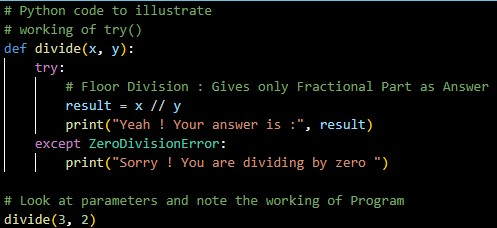 # Python code to illustrate
# working of try()
def divide(x, y):
    try:
        # Floor Division : Gives only Fractional Part as Answer
        result = x // y
        print("Yeah ! Your answer is :", result)
    except ZeroDivisionError:
        print("Sorry ! You are dividing by zero ")

# Look at parameters and note the working of Program
divide(3, 2)